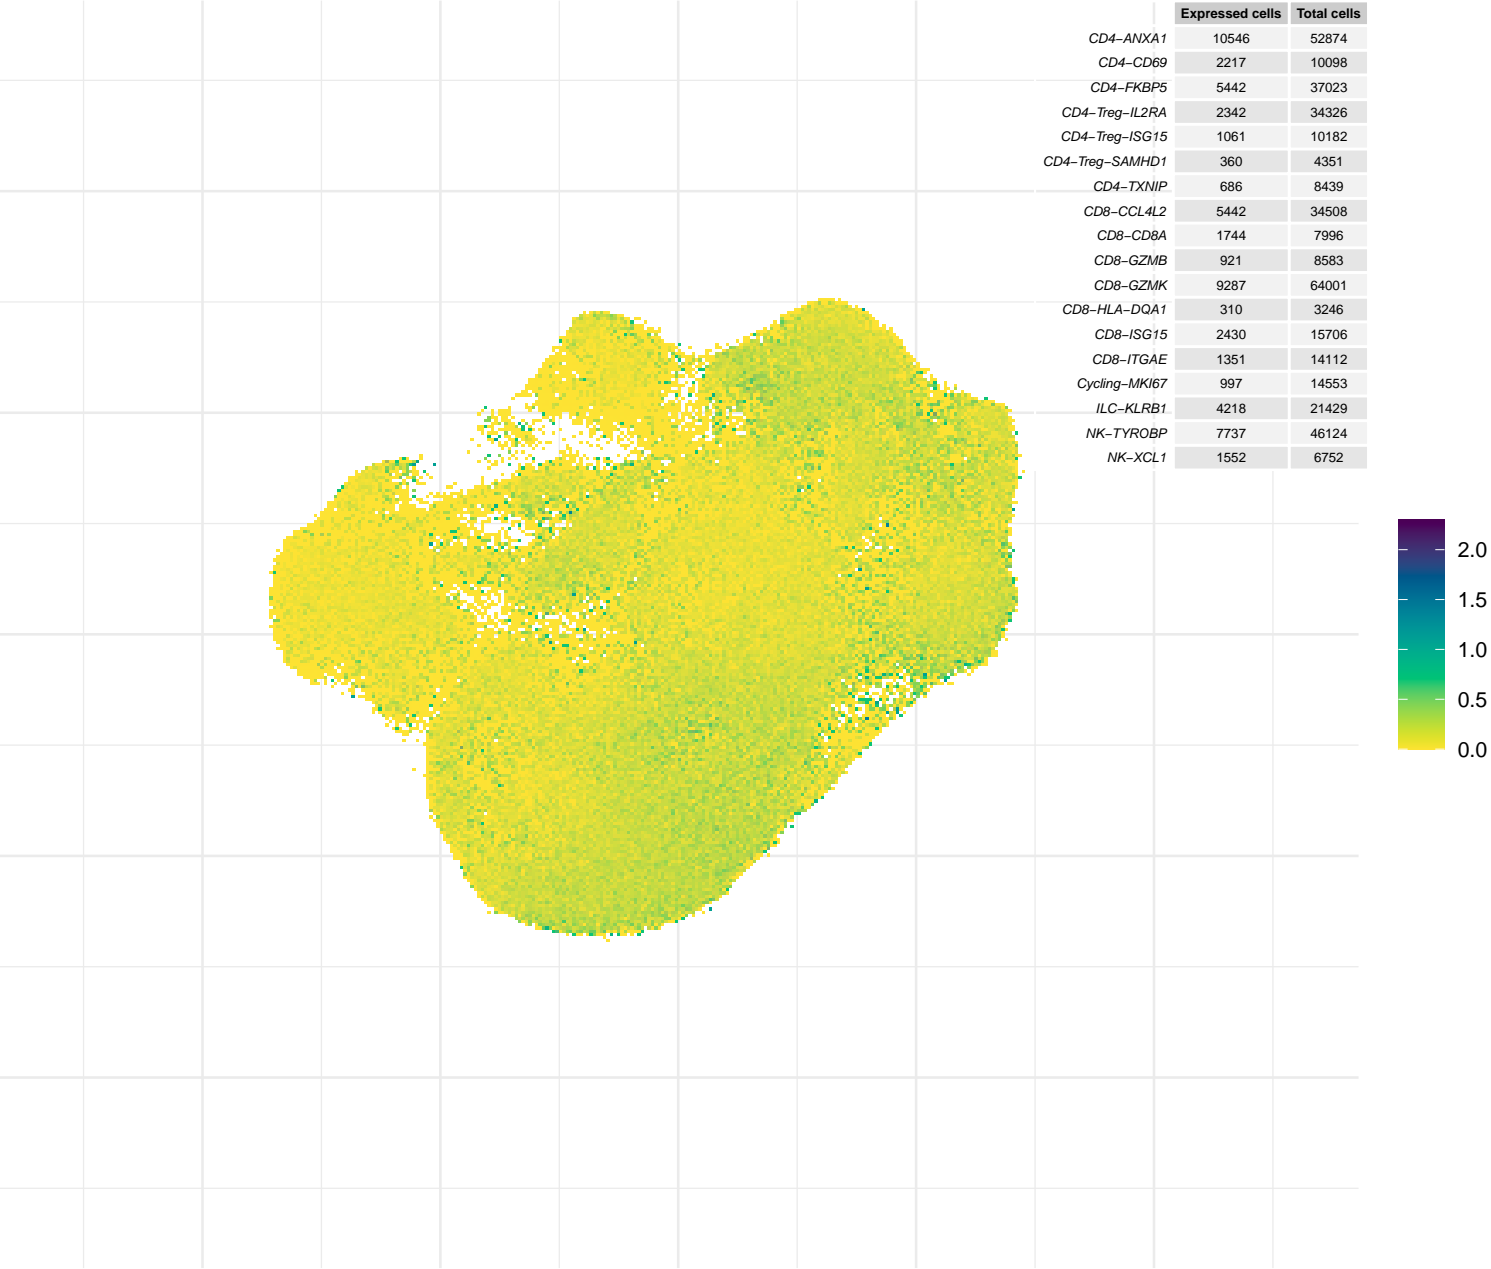 Expressed cells Total cells
CD4−ANXA1 10546 52874
CD4−CD69 2217 10098
CD4−FKBP5 5442 37023
CD4−Treg−IL2RA 2342 34326
CD4−Treg−ISG15 1061 10182
CD4−Treg−SAMHD1 360 4351
CD4−TXNIP 686 8439
CD8−CCL4L2 5442 34508
CD8−CD8A 1744 7996
CD8−GZMB 921 8583
CD8−GZMK 9287 64001
CD8−HLA−DQA1 310 3246
CD8−ISG15 2430 15706
CD8−ITGAE 1351 14112
Cycling−MKI67 997 14553
ILC−KLRB1 4218 21429
NK−TYROBP 7737 46124
NK−XCL1 1552 6752
2.0
1.5
1.0
0.5
0.0